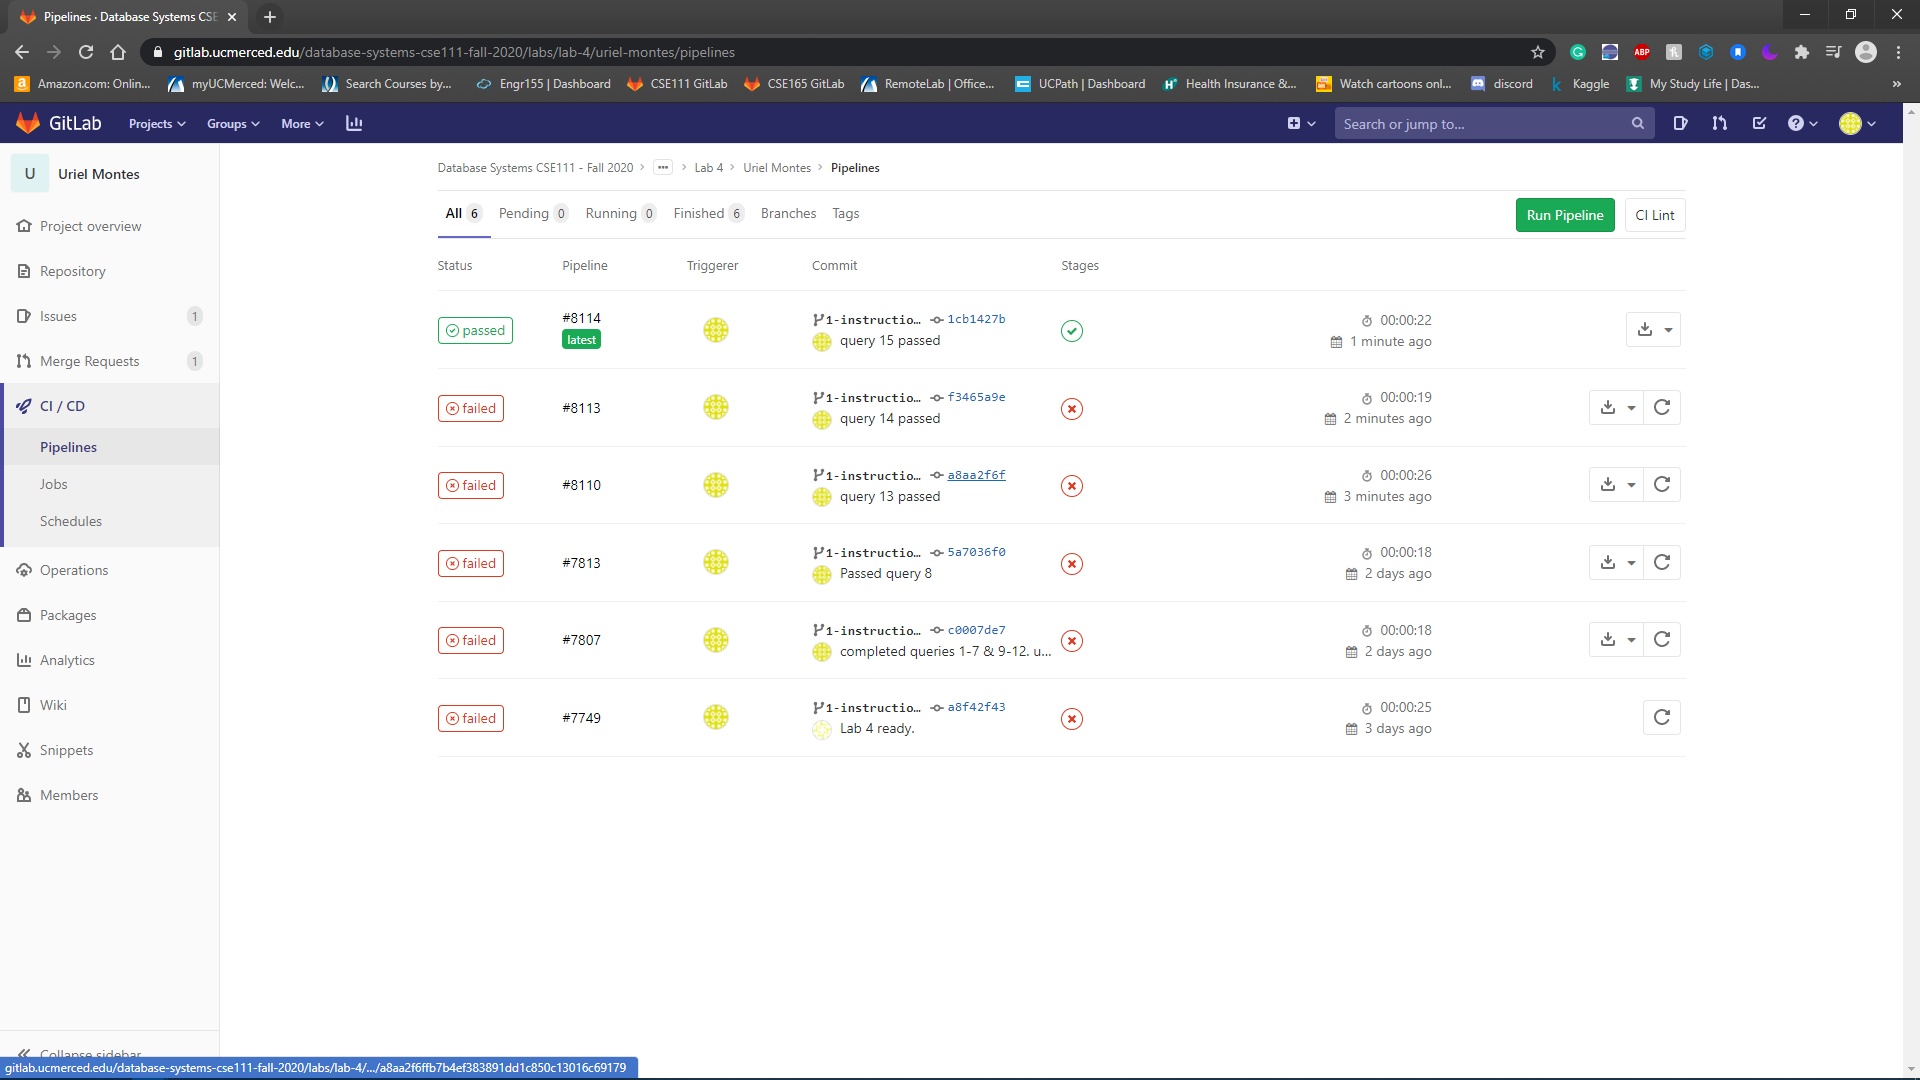 Pipelines · Database Systems CSE
gitlab.ucmerced.edu/database-systems-cse111-fall-2020/labs/lab-4/uriel-montes/pipelines
Amazon.com: Onlin... myUCMerced: Welc... Search Courses by... Engr155 | Dashboard CSE111 GitLab CSE165 GitLab RemoteLab | Office... UCPath | Dashboard Health Insurance &... Watch cartoons onl... discord Kaggle My Study Life | Das... »
GitLab Projects Groups More Search or jump to...
U Uriel Montes
Project overview
Repository
Issues 1
Merge Requests 1
CI / CD
Pipelines
Jobs
Schedules
Operations
Packages
Analytics
Wiki
Snippets
Members
Database Systems CSE111 - Fall 2020 > ... > Lab 4 > Uriel Montes > Pipelines
All 6 Pending 0 Running 0 Finished 6 Branches Tags Run Pipeline CI Lint
Status Pipeline Triggerer Commit Stages
passed #8114 latest 1-instructio... 1cb1427b 00:00:22
query 15 passed 1 minute ago
failed #8113 1-instructio... f3465a9e 00:00:19
query 14 passed 2 minutes ago
failed #8110 1-instructio... a8aa2f6f 00:00:26
query 13 passed 3 minutes ago
failed #7813 1-instructio... 5a7036f0 00:00:18
Passed query 8 2 days ago
failed #7807 1-instructio... c0007de7 00:00:18
completed queries 1-7 & 9-12. u... 2 days ago
failed #7749 1-instructio... a8f42f43 00:00:25
Lab 4 ready. 3 days ago
Collapse sidebar
gitlab.ucmerced.edu/database-systems-cse111-fall-2020/labs/lab-4/.../a8aa2f6ffb7b4ef383891dd1c850c13016c69179